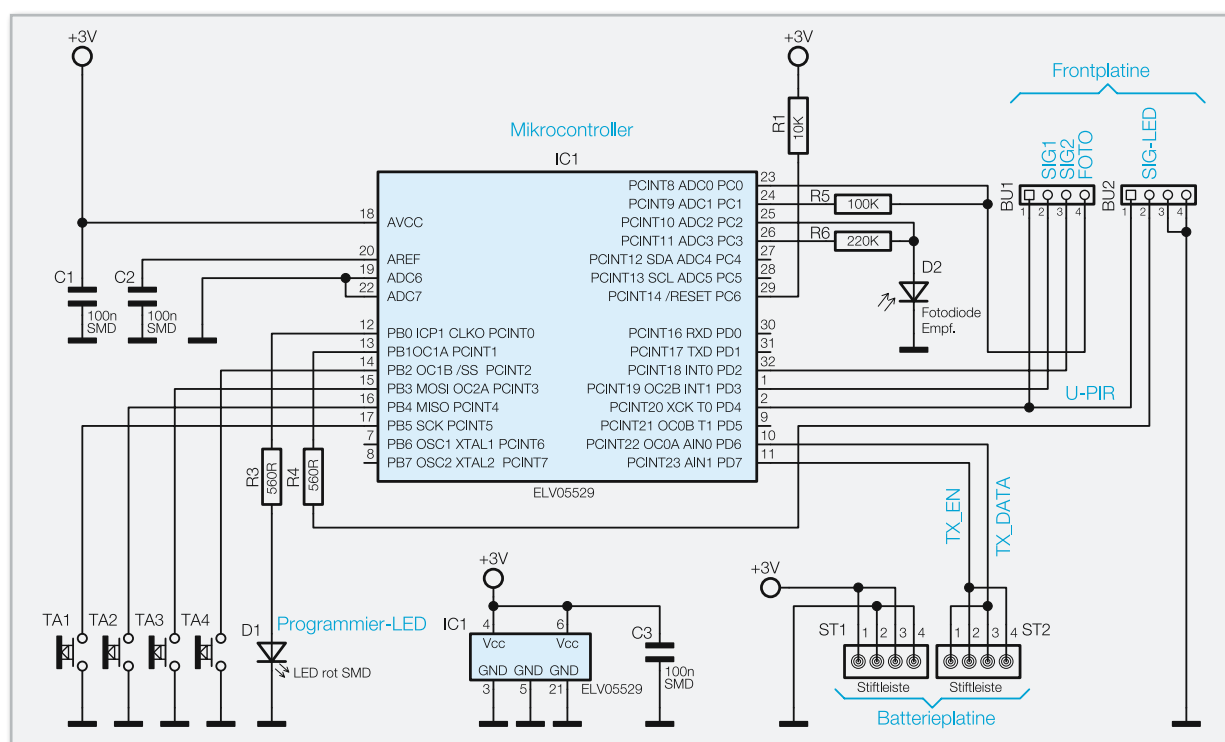 +3V
+3V
Frontplatine
Mikrocontroller
R1
10K
IC1
SIG1
SIG2
FOTO
SIG-LED
BU1
1 2 3 4
BU2
1 2 3 4
18 AVCC
20 AREF
19 ADC6
22 ADC7
12 PB0 ICP1 CLKO PCINT0
13 PB1OC1A PCINT1
14 PB2 OC1B /SS PCINT2
15 PB3 MOSI OC2A PCINT3
16 PB4 MISO PCINT4
17 PB5 SCK PCINT5
7 PB6 OSC1 XTAL1 PCINT6
8 PB7 OSC2 XTAL2 PCINT7
PCINT8 ADC0 PC0 23
PCINT9 ADC1 PC1 24
PCINT10 ADC2 PC2 25
PCINT11 ADC3 PC3 26
PCINT12 SDA ADC4 PC4 27
PCINT13 SCL ADC5 PC5 28
PCINT14 /RESET PC6 29
PCINT16 RXD PD0 30
PCINT17 TXD PD1 31
PCINT18 INT0 PD2 32
PCINT19 OC2B INT1 PD3 1
PCINT20 XCK T0 PD4 2
PCINT21 OC0B T1 PD5 9
PCINT22 OC0A AIN0 PD6 10
PCINT23 AIN1 PD7 11
ELV05529
R5
100K
R6
220K
D2
Fotodiode
Empf.
C1
100n
SMD
C2
100n
SMD
U-PIR
R3
560R
R4
560R
TX_EN
TX_DATA
TA1
TA2
TA3
TA4
D1
Programmier-LED
LED rot SMD
+3V
IC1
4
6
Vcc
Vcc
GND GND GND
3 5 21
ELV05529
C3
100n
SMD
+3V
ST1
1 2 3 4
1 2 3 4
ST2
Stiftleiste
Stiftleiste
Batterieplatine